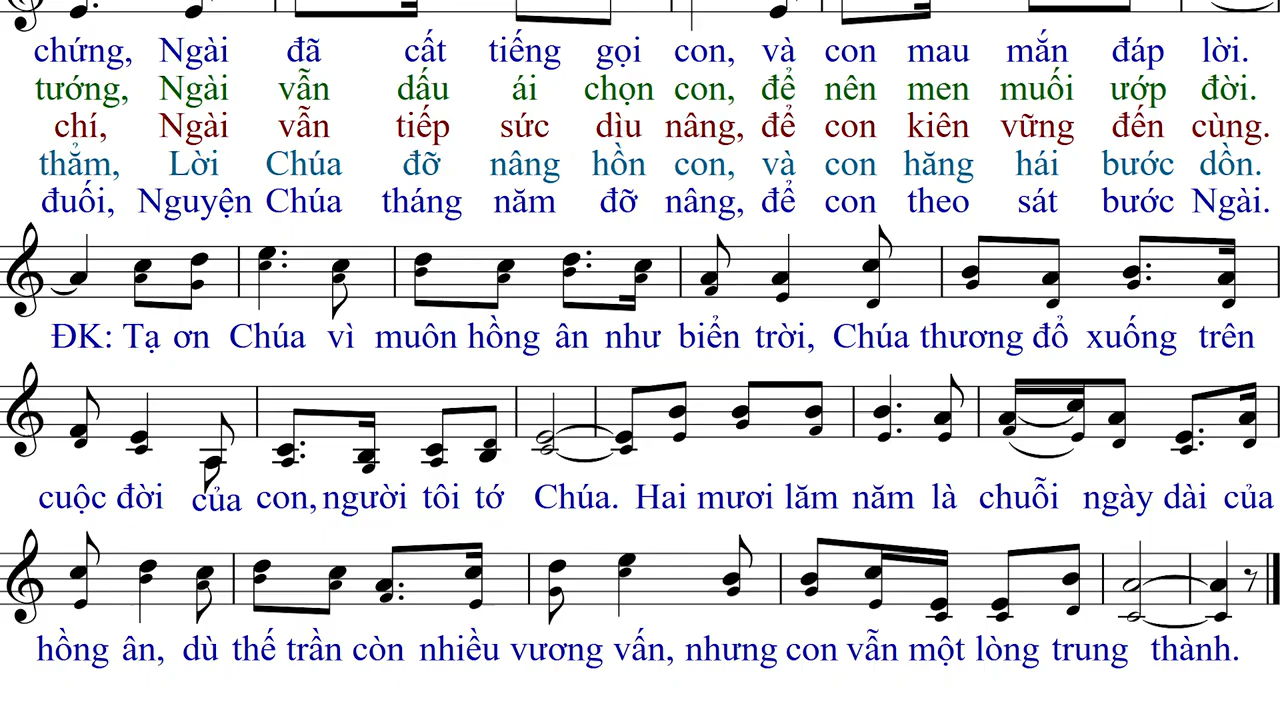 chứng, Ngài đã cất tiếng gọi con, và con mau mắn đáp lời.
tướng, Ngài vẫn dấu ái chọn con, để nên men muối ướp đời.
chí, Ngài vẫn tiếp sức dìu nâng, để con kiên vững đến cùng.
thẳm, Lời Chúa đỡ nâng hồn con, và con hăng hái bước dồn.
đuối, Nguyện Chúa tháng năm đỡ nâng, để con theo sát bước Ngài.
ĐK: Tạ ơn Chúa vì muôn hồng ân như biển trời, Chúa thương đổ xuống trên
cuộc đời của con, người tôi tớ Chúa. Hai mươi lăm năm là chuỗi ngày dài của
hồng ân, dù thế trần còn nhiều vương vấn, nhưng con vẫn một lòng trung thành.